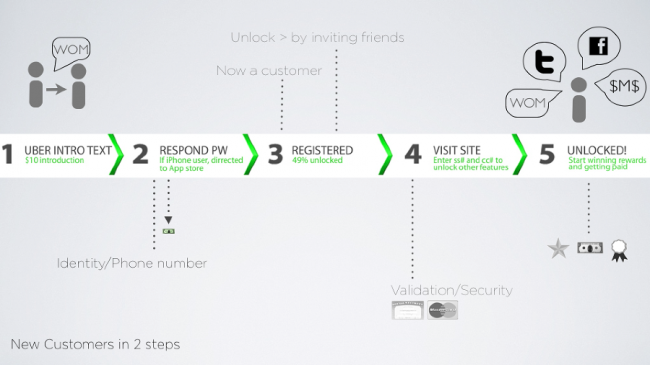 WOM
Unlock > by inviting friends
Now a customer
$M$
WOM
1 UBER INTRO TEXT
$10 introduction
2 RESPOND PW
If iPhone user, dirrected
to App store
3 REGISTERED
49% unlocked
4 VISIT SITE
Enter ss# and cc# to
unlock other features
5 UNLOCKED!
Start winning rewards
and getting paid
Identity/Phone number
Validation/Security
New Customers in 2 steps